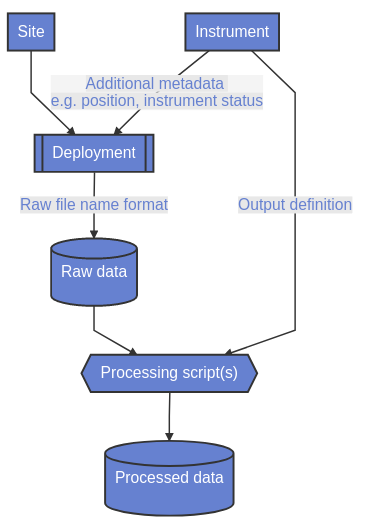 Site
Instrument
Additional metadata
e.g. position, instrument status
Deployment
Raw file name format
Output definition
Raw data
Processing script(s)
Processed data